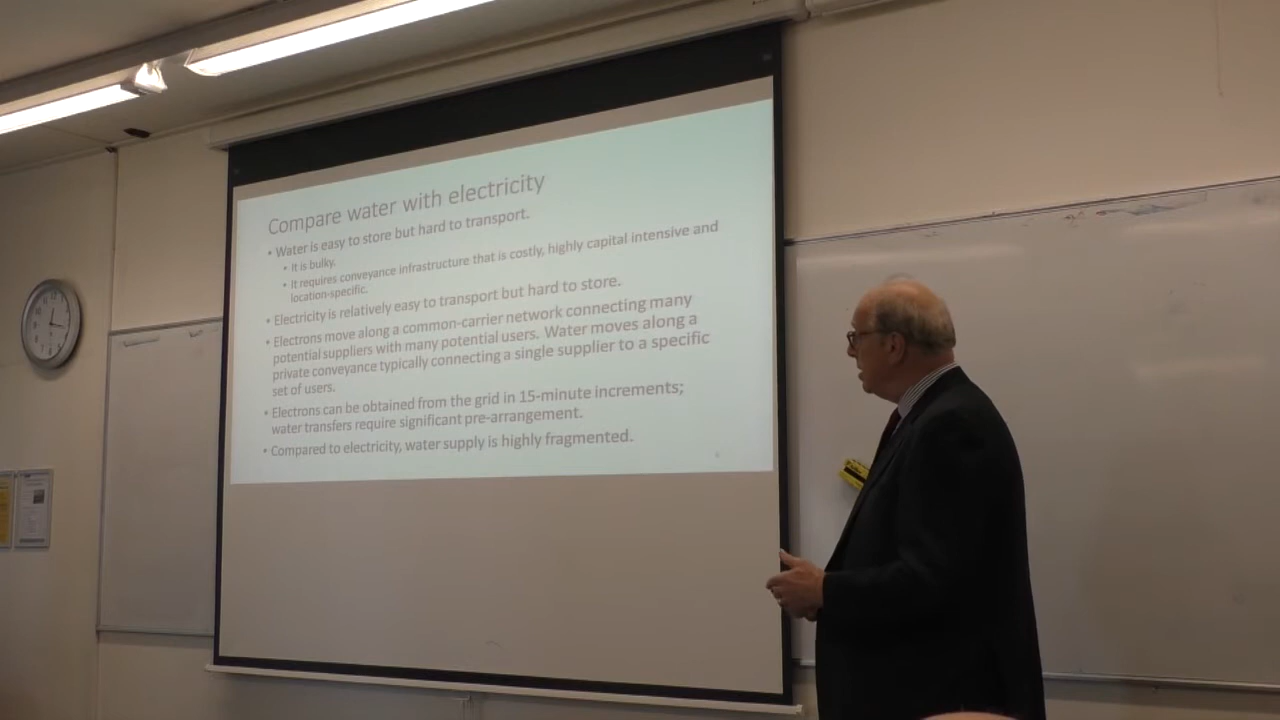 Compare water with electricity
• Water is easy to store but hard to transport.
• It is bulky.
• It requires conveyance infrastructure that is costly, highly capital intensive and
location-specific.
• Electricity is relatively easy to transport but hard to store.
• Electrons move along a common-carrier network connecting many
potential suppliers with many potential users. Water moves along a
private conveyance typically connecting a single supplier to a specific
set of users.
• Electrons can be obtained from the grid in 15-minute increments;
water transfers require significant pre-arrangement.
• Compared to electricity, water supply is highly fragmented.